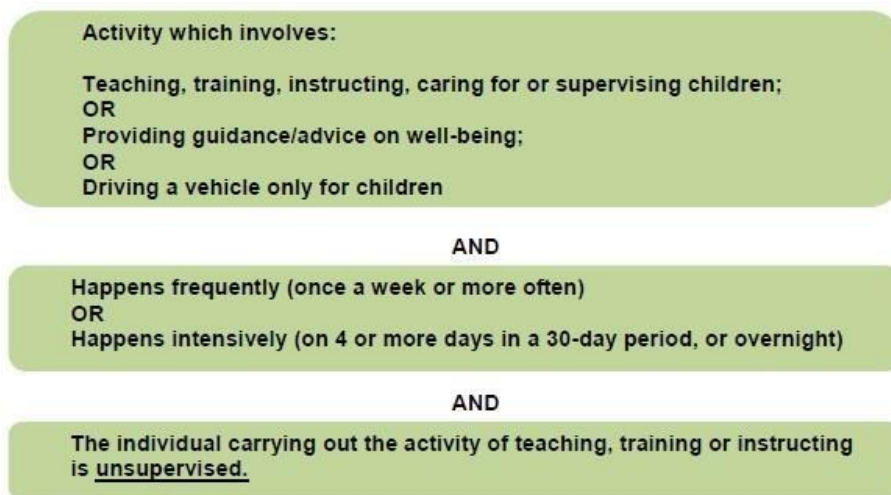 Activity which involves:
Teaching, training, instructing, caring for or supervising children;
OR
Providing guidance/advice on well-being;
OR
Driving a vehicle only for children
AND
Happens frequently (once a week or more often)
OR
Happens intensively (on 4 or more days in a 30-day period, or overnight)
AND
The individual carrying out the activity of teaching, training or instructing
is unsupervised.